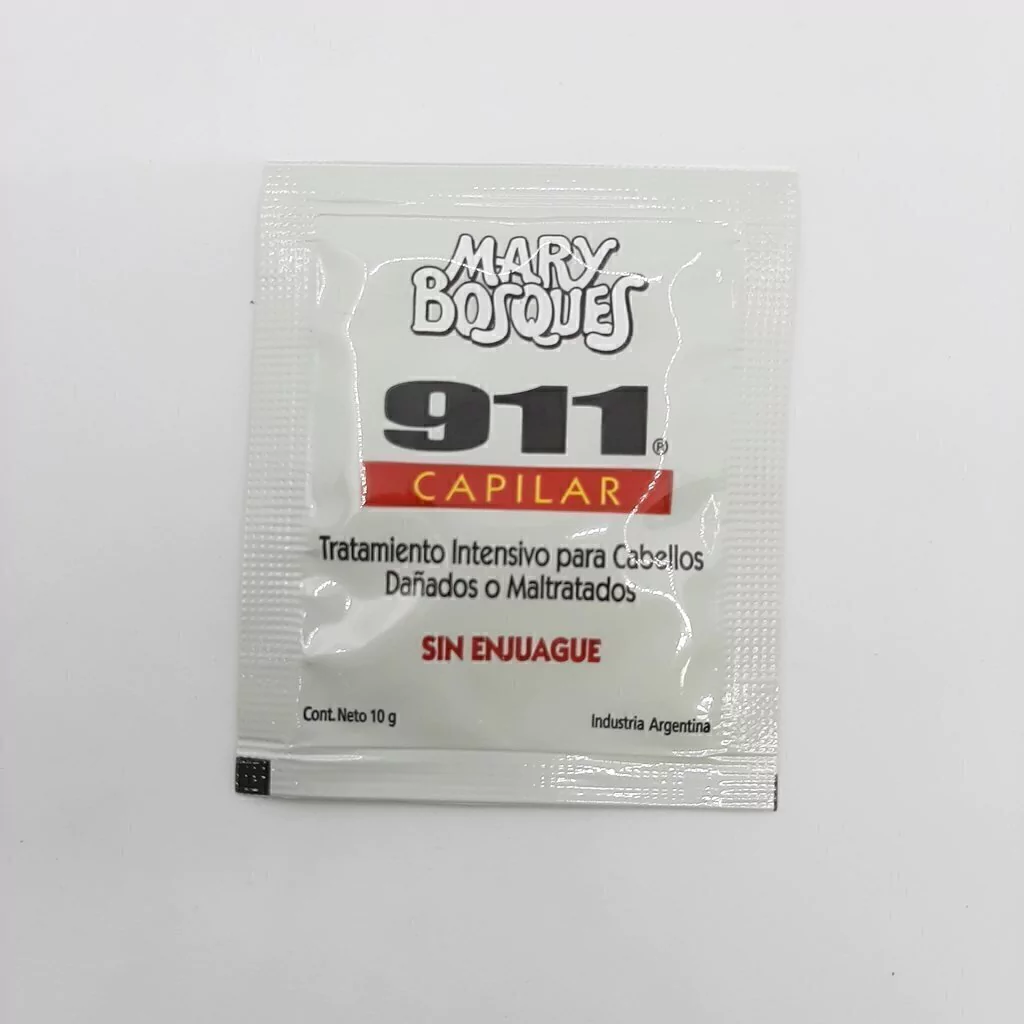 MARY
BOSQUES
911®
CAPILAR
Tratamiento Intensivo para Cabellos
Dañados o Maltratados
SIN ENJUAGUE
Cont. Neto 10 g
Industria Argentina